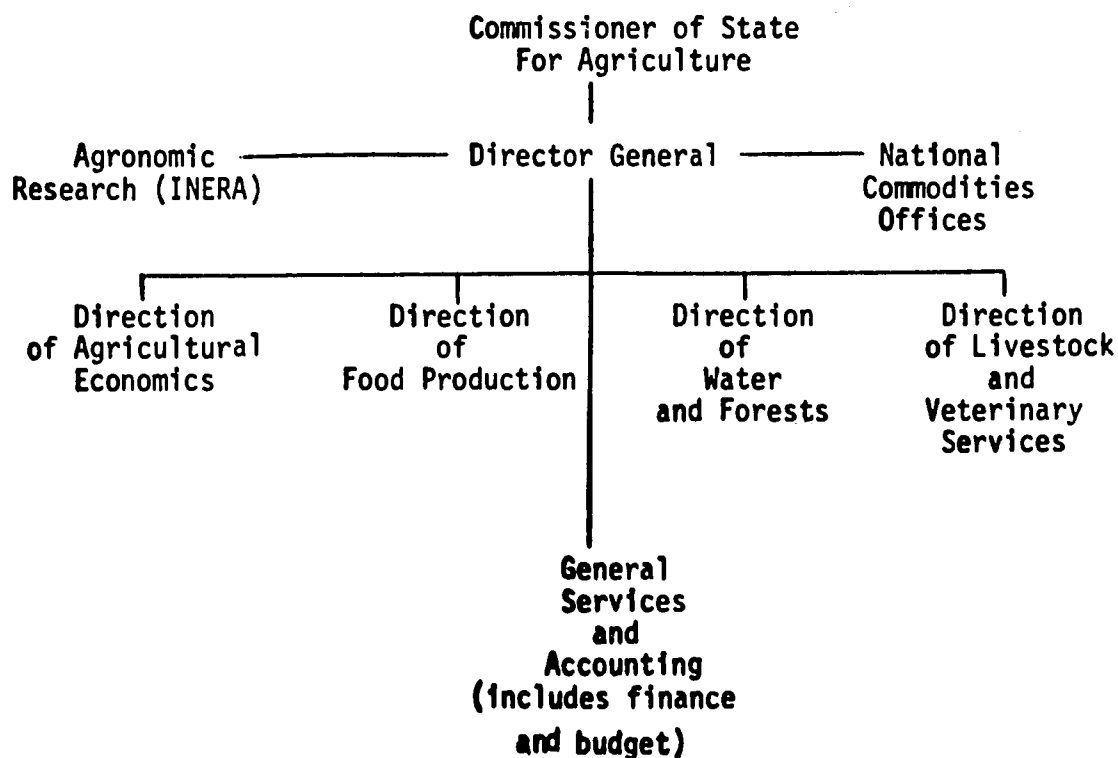 Commissioner of State
For Agriculture
Agronomic
Research (INERA)
Director General
National
Commodities
Offices
Direction
of Agricultural
Economics
Direction
of
Food Production
Direction
of
Water
and Forests
Direction
of Livestock
and
Veterinary
Services
General
Services
and
Accounting
(includes finance
and budget)